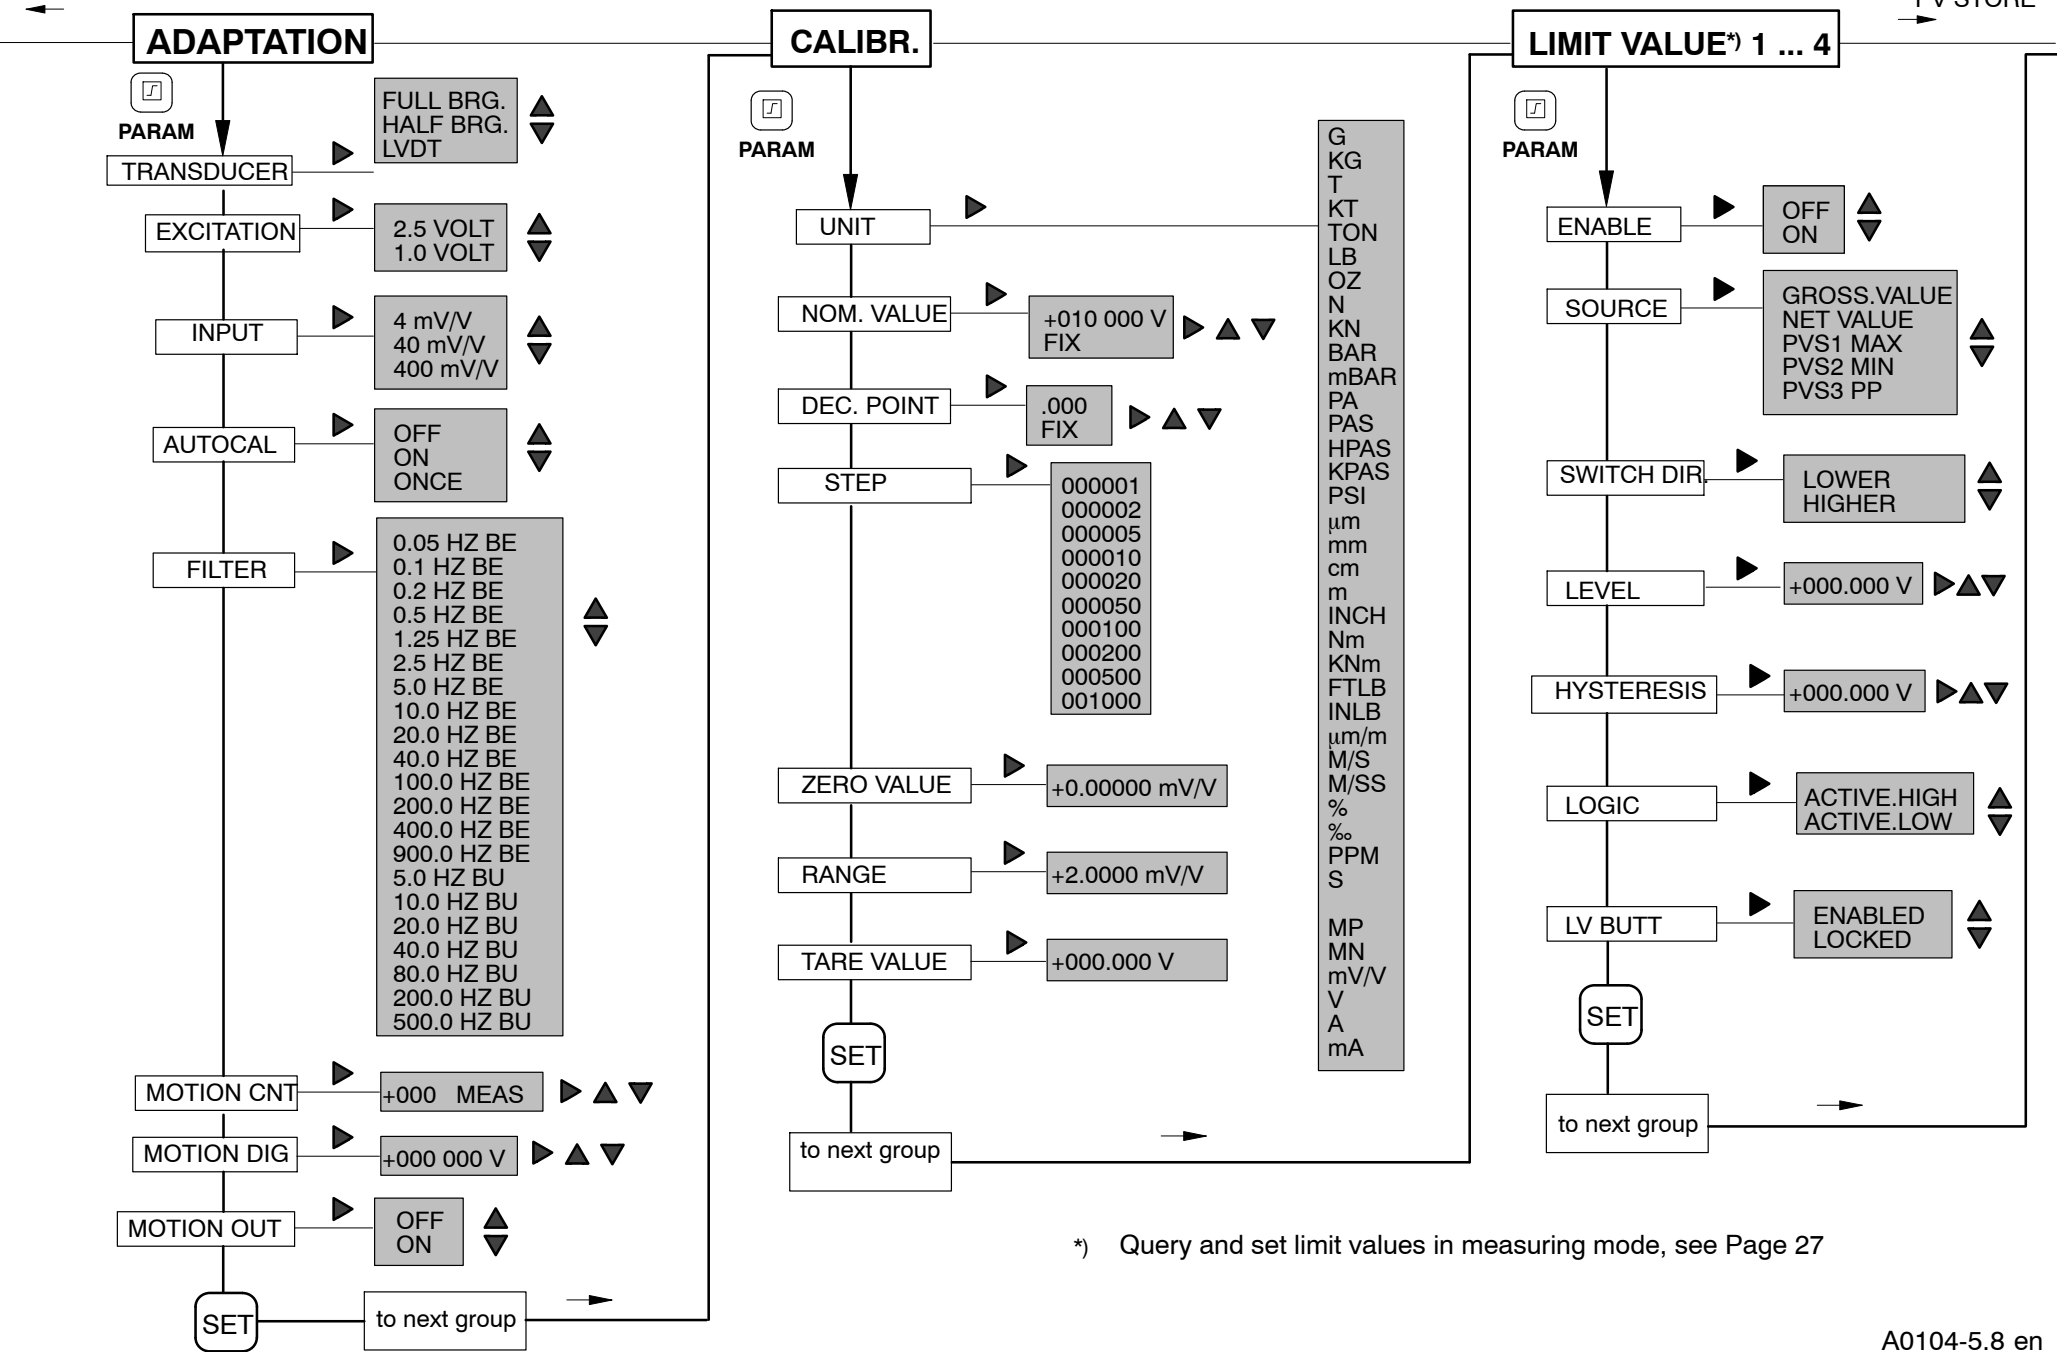 PV STORE
ADAPTATION
PARAM
TRANSDUCER
FULL BRG.
HALF BRG.
LVDT
EXCITATION
2.5 VOLT
1.0 VOLT
INPUT
4 mV/V
40 mV/V
400 mV/V
AUTOCAL
OFF
ON
ONCE
FILTER
0.05 HZ BE
0.1 HZ BE
0.2 HZ BE
0.5 HZ BE
1.25 HZ BE
2.5 HZ BE
5.0 HZ BE
10.0 HZ BE
20.0 HZ BE
40.0 HZ BE
100.0 HZ BE
200.0 HZ BE
400.0 HZ BE
900.0 HZ BE
5.0 HZ BU
10.0 HZ BU
20.0 HZ BU
40.0 HZ BU
80.0 HZ BU
200.0 HZ BU
500.0 HZ BU
MOTION CNT
+000 MEAS
MOTION DIG
+000 000 V
MOTION OUT
OFF
ON
SET
to next group
CALIBR.
PARAM
UNIT
G
KG
T
KT
TON
LB
OZ
N
KN
BAR
mBAR
PA
PAS
HPAS
KPAS
PSI
µm
mm
cm
m
INCH
Nm
KNm
FTLB
INLB
µm/m
M/S
M/SS
%
‰
PPM
S
MP
MN
mV/V
V
A
mA
NOM. VALUE
+010 000 V
FIX
DEC. POINT
.000
FIX
STEP
000001
000002
000005
000010
000020
000050
000100
000200
000500
001000
ZERO VALUE
+0.00000 mV/V
RANGE
+2.0000 mV/V
TARE VALUE
+000.000 V
SET
to next group
LIMIT VALUE*) 1 ... 4
PARAM
ENABLE
OFF
ON
SOURCE
GROSS.VALUE
NET VALUE
PVS1 MAX
PVS2 MIN
PVS3 PP
SWITCH DIR.
LOWER
HIGHER
LEVEL
+000.000 V
HYSTERESIS
+000.000 V
LOGIC
ACTIVE.HIGH
ACTIVE.LOW
LV BUTT
ENABLED
LOCKED
SET
to next group
*) Query and set limit values in measuring mode, see Page 27
A0104-5.8 en